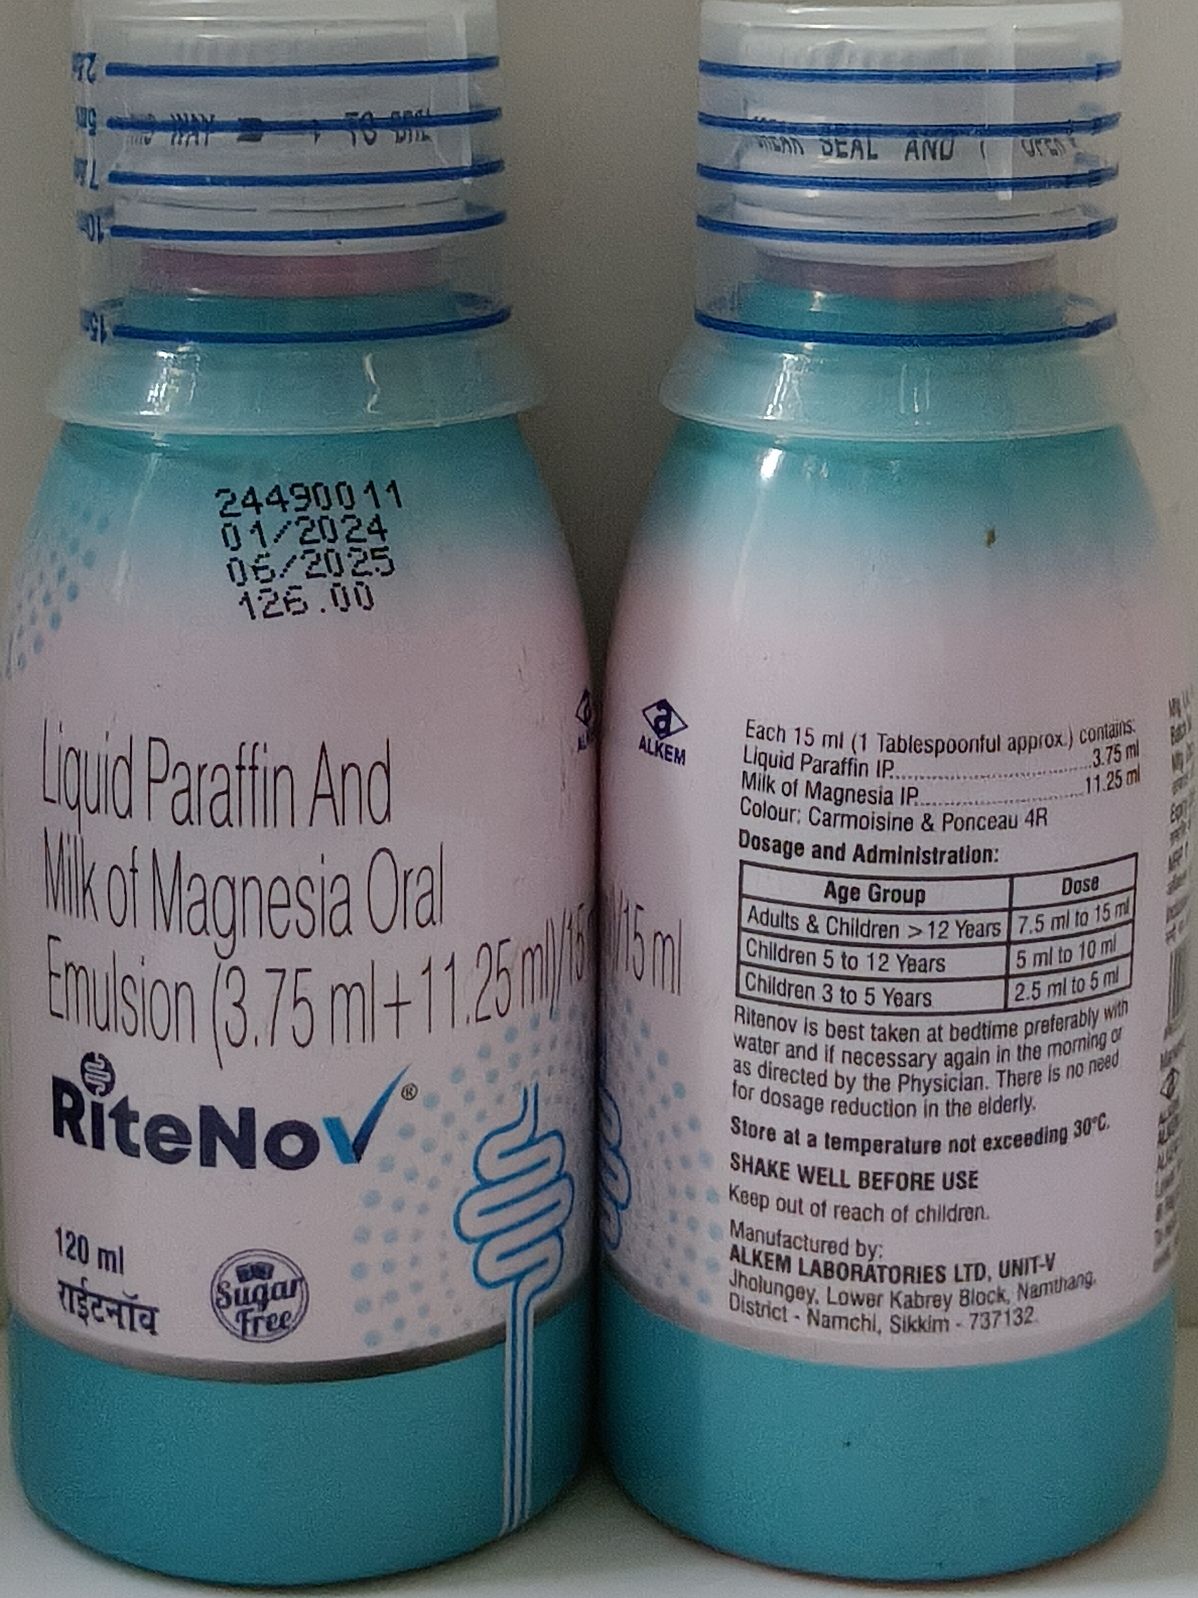 24490011
01/2024
06/2025
126.00
Liquid Paraffin And
Milk of Magnesia Oral
Emulsion (3.75 ml+11.25 ml)/15
RiteNov®
120 ml
राईटनॉव
Sugar
Free
SEAL AND
/15 ml
a
ALKEM
Each 15 ml (1 Tablespoonful approx.) contains:
Liquid Paraffin IP..............................3.75 ml
Milk of Magnesia IP..............................11.25 ml
Colour: Carmoisine & Ponceau 4R
Dosage and Administration:
Age Group Dose
Adults & Children >12 Years 7.5 ml to 15 ml
Children 5 to 12 Years 5 ml to 10 ml
Children 3 to 5 Years 2.5 ml to 5 ml
Ritenov is best taken at bedtime preferably with
water and if necessary again in the morning or
as directed by the Physician. There is no need
for dosage reduction in the elderly.
Store at a temperature not exceeding 30°C.
SHAKE WELL BEFORE USE
Keep out of reach of children.
Manufactured by:
ALKEM LABORATORIES LTD, UNIT-V
Jholungey, Lower Kabrey Block, Namthang,
District - Namchi, Sikkim - 737132.